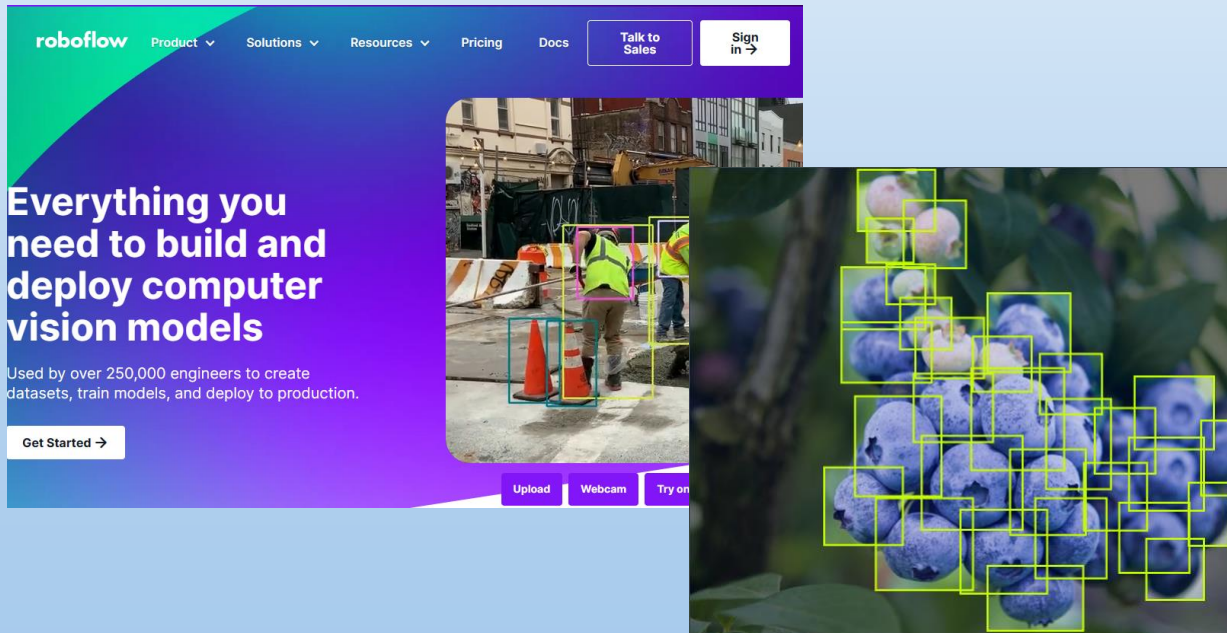 roboflow
Product
Solutions
Resources
Pricing
Docs
Talk to
Sales
Sign
in →
Everything you
need to build and
deploy computer
vision models
Used by over 250,000 engineers to create
datasets, train models, and deploy to production.
Get Started →
Upload
Webcam
Try on